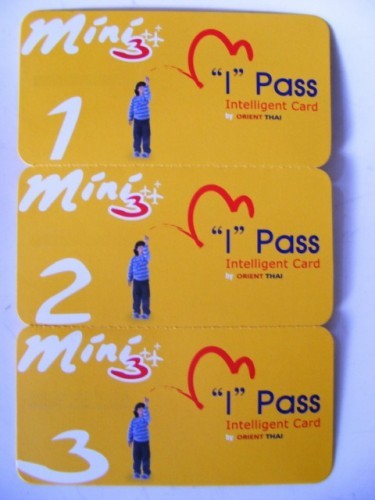 mini
3
"I" Pass
Intelligent Card
by ORIENT THAI
1
mini
3
"I" Pass
Intelligent Card
by ORIENT THAI
2
mini
3
"I" Pass
Intelligent Card
by ORIENT THAI
3